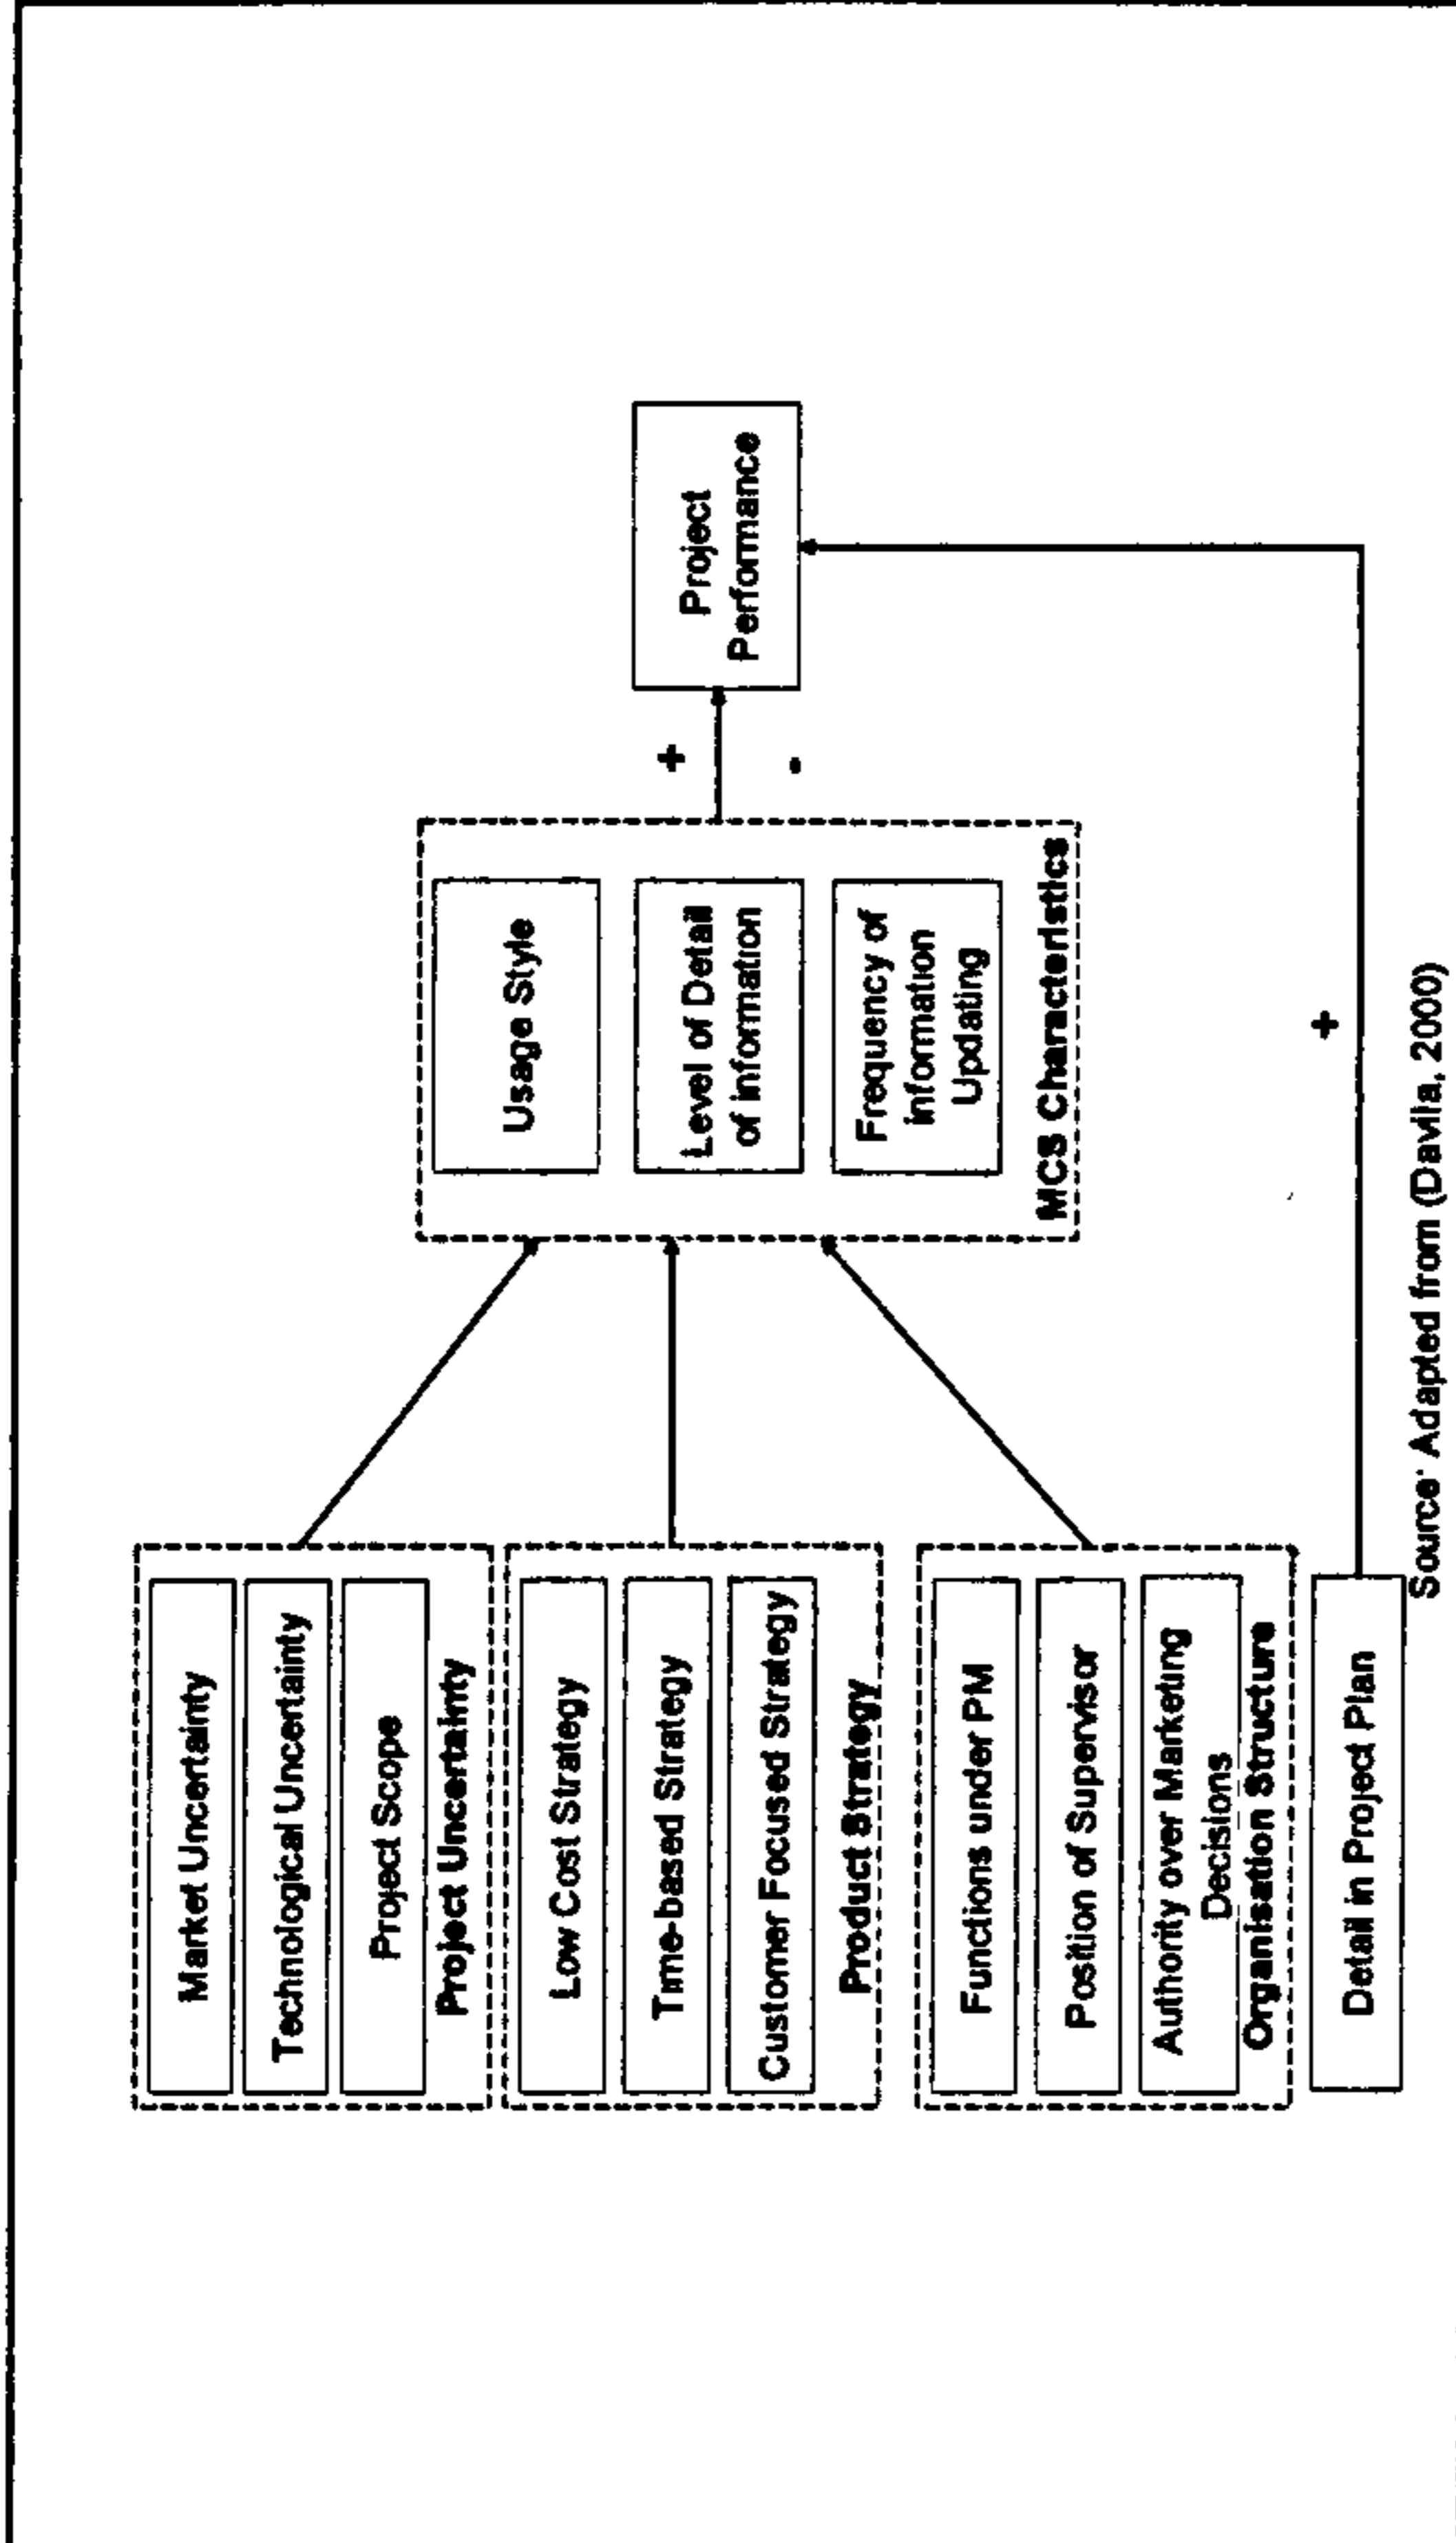 Market Uncertainty
Technological Uncertainty
Project Scope
Project Uncertainty
Low Cost Strategy
Time-based Strategy
Customer Focused Strategy
Product Strategy
Functions under PM
Position of Supervisor
Authority over Marketing
Decisions
Organisation Structure
Detail in Project Plan
Usage Style
Level of Detail
of information
Frequency of
information
Updating
MCS Characteristics
+
-
Project
Performance
+
Source: Adapted from (Davila, 2000)